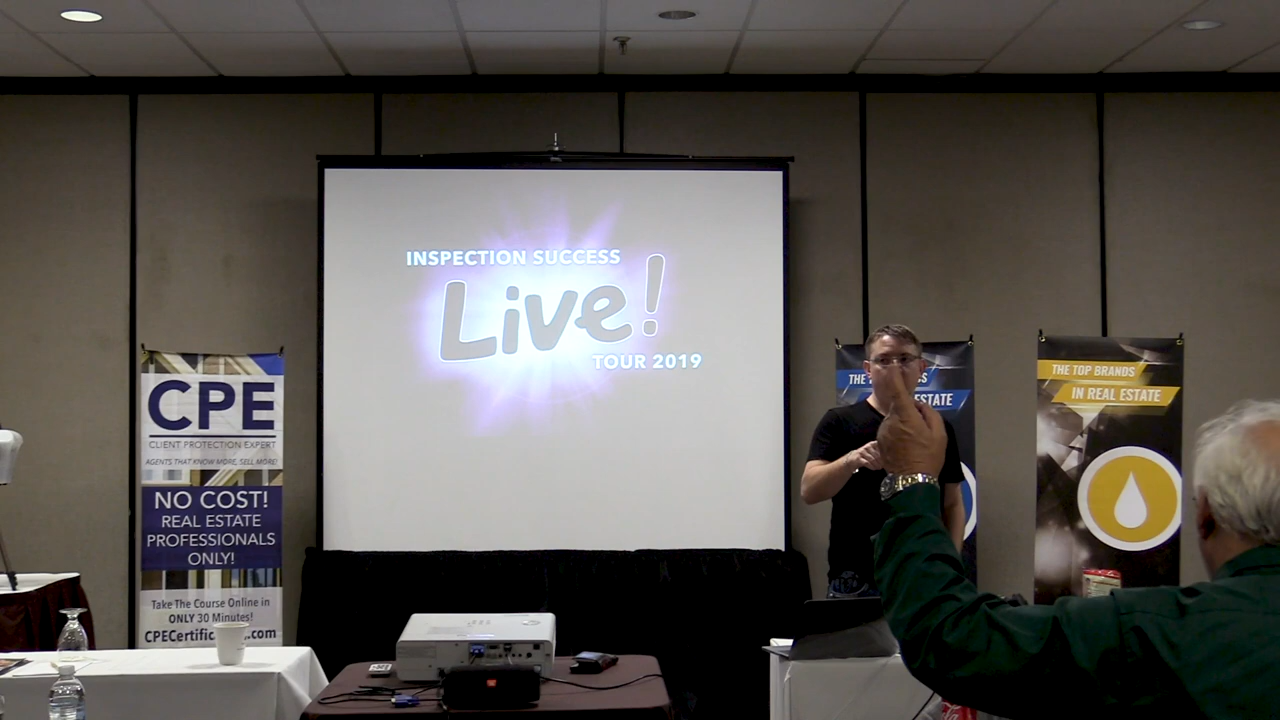 INSPECTION SUCCESS
Live!
TOUR 2019
CPE
CLIENT PROTECTION EXPERT
AGENTS THAT KNOW MORE, SELL MORE!
NO COST!
REAL ESTATE
PROFESSIONALS
ONLY!
Take The Course Online in
ONLY 30 Minutes!
THE
THE TOP BRANDS
IN REAL ESTATE